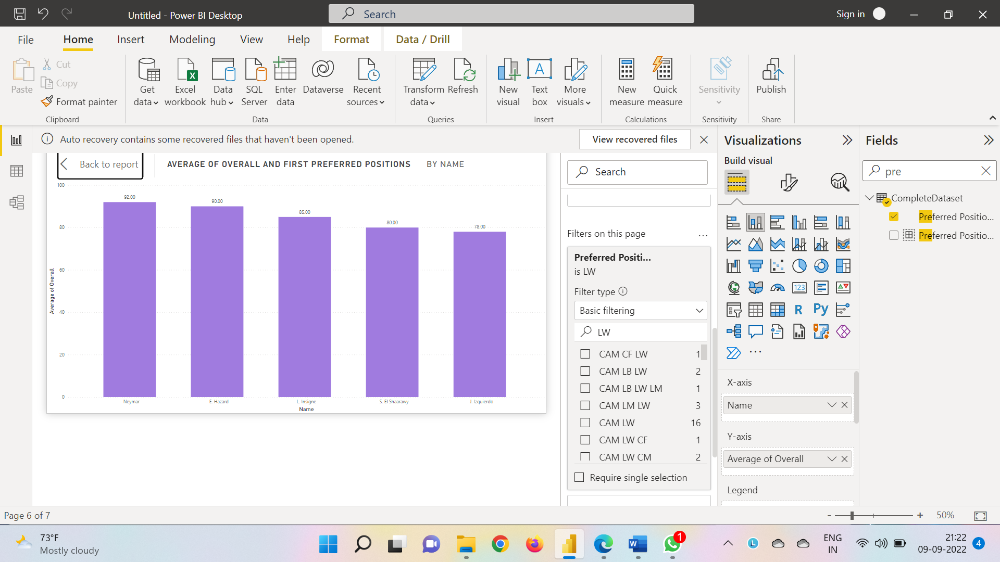 Untitled - Power BI Desktop
Search
Sign in
File
Home
Insert
Modeling
View
Help
Format
Data / Drill
Paste
Cut
Copy
Format painter
Clipboard
Get data
Excel workbook
Data hub
SQL Server
Enter data
Dataverse
Recent sources
Data
Transform data
Refresh
Queries
New visual
Text box
More visuals
Insert
New measure
Quick measure
Calculations
Sensitivity
Sensitivity
Publish
Share
Auto recovery contains some recovered files that haven't been opened.
View recovered files
Back to report
AVERAGE OF OVERALL AND FIRST PREFERRED POSITIONS
BY NAME
100
80
60
40
20
0
Average of Overall
92.00
90.00
85.00
80.00
78.00
Neymar
E. Hazard
L. Insigne
S. El Shaarawy
J. Izquierdo
Name
Search
Filters on this page
...
Preferred Positi...
is LW
Filter type
Basic filtering
LW
CAM CF LW 1
CAM LB LW 2
CAM LB LW LM 1
CAM LM LW 3
CAM LW 16
CAM LW CF 1
CAM LW CM 2
Require single selection
Visualizations
Build visual
123
R
Py
...
X-axis
Name
Y-axis
Average of Overall
Legend
Fields
pre
CompleteDataset
Preferred Positio...
Preferred Positio...
Page 6 of 7
- + 50%
73°F
Mostly cloudy
1
L
ENG
IN
21:22
09-09-2022
4